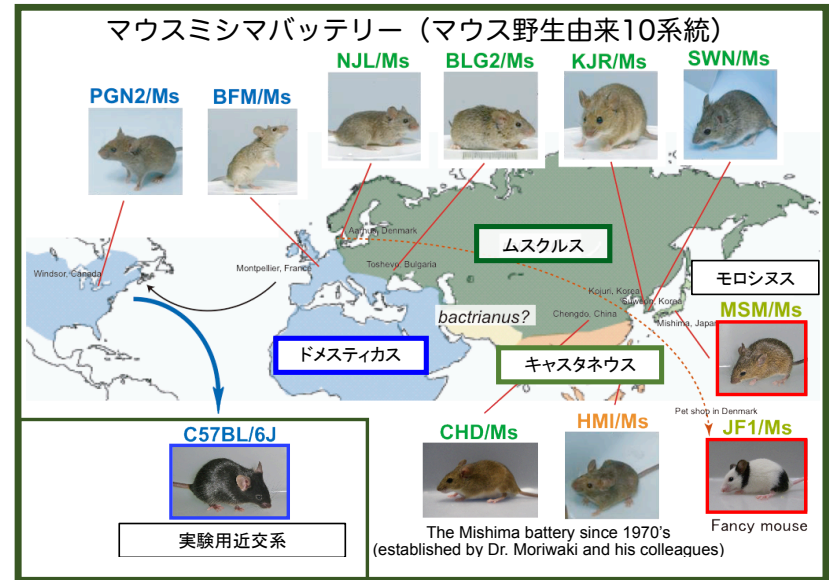 マウスミシマバッテリー（マウス野生由来10系統）
NJL/Ms
BLG2/Ms
KJR/Ms
SWN/Ms
PGN2/Ms
BFM/Ms
Aarhus, Denmark
ムスクルス
Windsor, Canada
Montpellier, France
Toshevo, Bulgaria
モロシヌス
Kojuri, Korea
Suweon, Korea
Chengdo, China
bactrianus?
Mishima, Japan
MSM/Ms
ドメスティカス
キャスタネウス
Pet shop in Denmark
C57BL/6J
CHD/Ms
HMI/Ms
JF1/Ms
実験用近交系
The Mishima battery since 1970's
(established by Dr. Moriwaki and his colleagues)
Fancy mouse